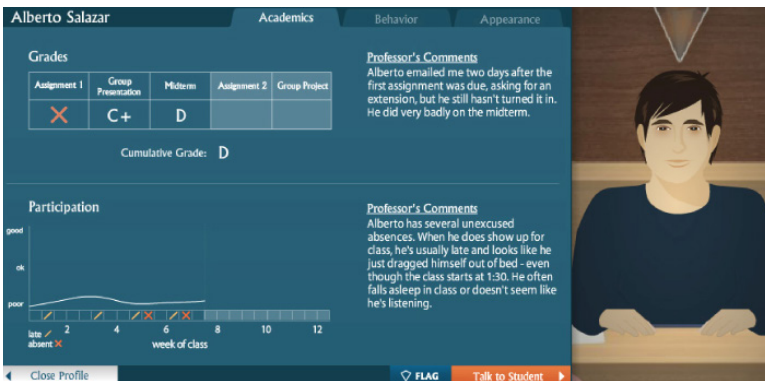 Alberto Salazar
Academics
Behavior
Appearance
Grades
Assignment 1
Group
Presentation
Midterm
Assignment 2
Group Project
C+
D
Cumulative Grade: D
Professor's Comments
Alberto emailed me two days after the
first assignment was due, asking for an
extension, but he still hasn't turned it in.
He did very badly on the midterm.
Participation
good
ok
poor
2 4 6 8 10 12
late
absent
week of class
Professor's Comments
Alberto has several unexcused
absences. When he does show up for
class, he's usually late and looks like he
just dragged himself out of bed - even
though the class starts at 1:30. He often
falls asleep in class or doesn't seem like
he's listening.
Close Profile
FLAG
Talk to Student